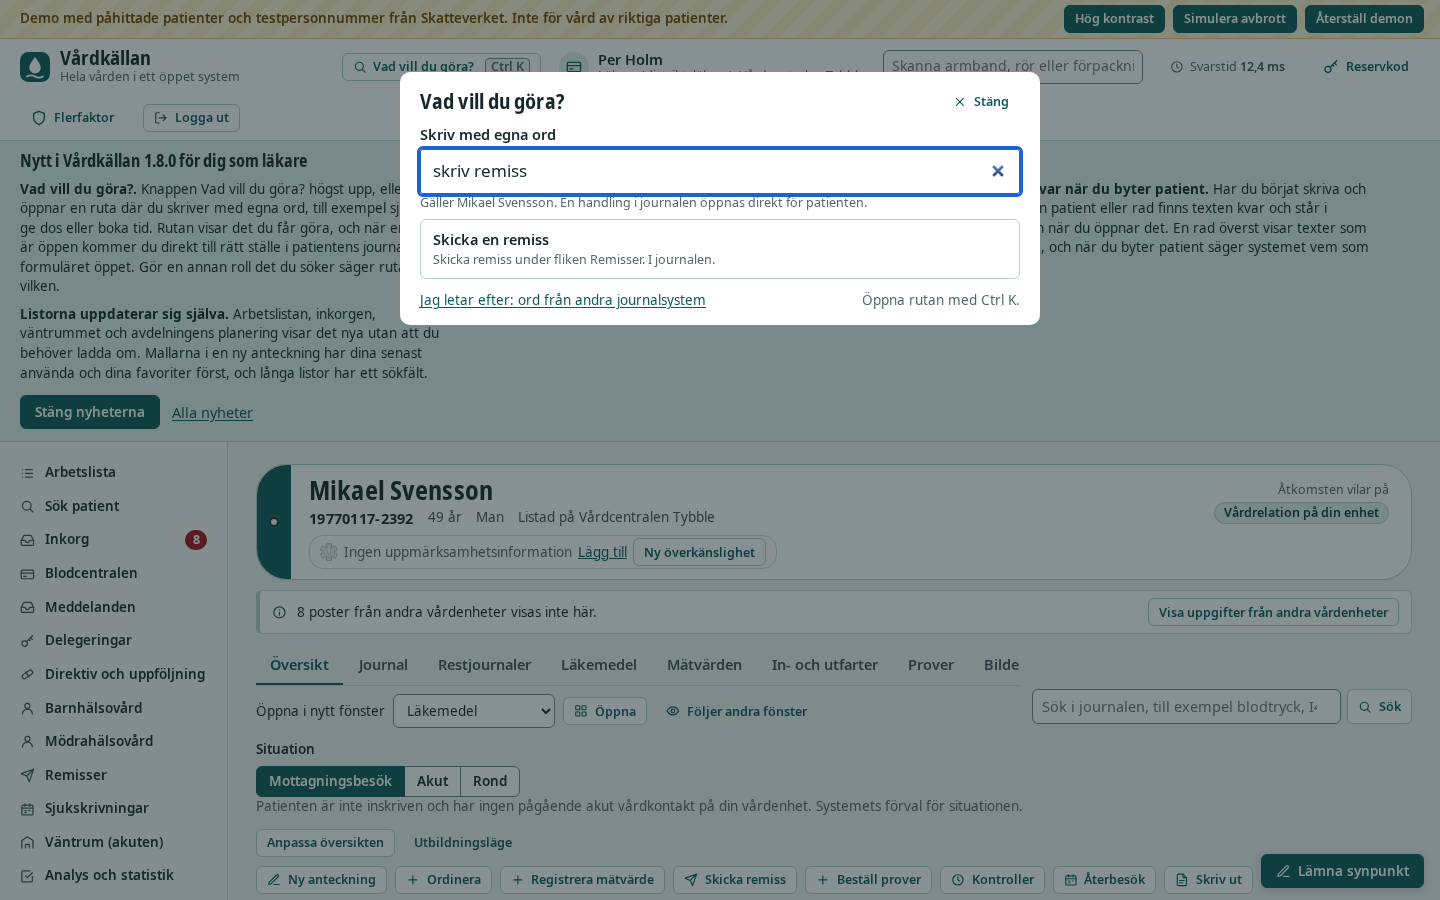 Demo med påhittade patienter och testpersonnummer från Skatteverket. Inte för vård av riktiga patienter.
Hög kontrast
Simulera avbrott
Återställ demon
Vårdkällan
Hela vården i ett öppet system
Vad vill du göra?
Ctrl K
Per Holm
Skanna armband, rör eller förpackni
Svarstid 12,4 ms
Reservkod
Flerfaktor
Logga ut
Vad vill du göra?
Stäng
Skriv med egna ord
skriv remiss
Gäller Mikael Svensson. En handling i journalen öppnas direkt för patienten.
Skicka en remiss
Skicka remiss under fliken Remisser. I journalen.
Jag letar efter: ord från andra journalsystem
Öppna rutan med Ctrl K.
Nytt i Vårdkällan 1.8.0 för dig som läkare
Vad vill du göra?. Knappen Vad vill du göra? högst upp, elle
öppnar en ruta där du skriver med egna ord, till exempel sj
ge dos eller boka tid. Rutan visar det du får göra, och när en
är öppen kommer du direkt till rätt ställe i patientens journa
formuläret öppet. Gör en annan roll det du söker säger ruta
vilken.
Listorna uppdaterar sig själva. Arbetslistan, inkorgen,
väntrummet och avdelningens planering visar det nya utan att du
behöver ladda om. Mallarna i en ny anteckning har dina senast
använda och dina favoriter först, och långa listor har ett sökfält.
var när du byter patient. Har du börjat skriva och
n patient eller rad finns texten kvar och står i
n när du öppnar det. En rad överst visar texter som
, och när du byter patient säger systemet vem som
Stäng nyheterna
Alla nyheter
Arbetslista
Sök patient
Inkorg
8
Blodcentralen
Meddelanden
Delegeringar
Direktiv och uppföljning
Barnhälsovård
Mödrahälsovård
Remisser
Sjukskrivningar
Väntrum (akuten)
Analys och statistik
Mikael Svensson
19770117-2392 49 år Man Listad på Vårdcentralen Tybble
Ingen uppmärksamhetsinformation Lägg till
Ny överkänslighet
Åtkomsten vilar på
Vårdrelation på din enhet
8 poster från andra vårdenheter visas inte här.
Visa uppgifter från andra vårdenheter
Översikt
Journal
Restjournaler
Läkemedel
Mätvärden
In- och utfarter
Prover
Bilde
Öppna i nytt fönster
Läkemedel
Öppna
Följer andra fönster
Sök i journalen, till exempel blodtryck, I
Sök
Situation
Mottagningsbesök
Akut
Rond
Patienten är inte inskriven och har ingen pågående akut vårdkontakt på din vårdenhet. Systemets förval för situationen.
Anpassa översikten
Utbildningsläge
Ny anteckning
Ordinera
Registrera mätvärde
Skicka remiss
Beställ prover
Kontroller
Återbesök
Skriv ut
Lämna synpunkt